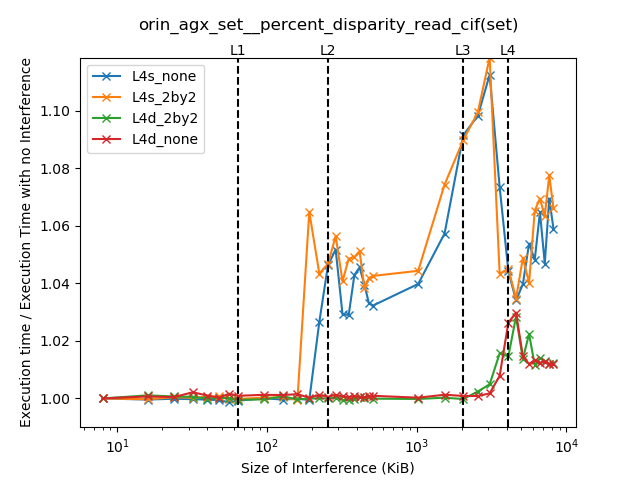 orin_agx_set__percent_disparity_read_cif(set)
L1 L2 L3 L4
L4s_none
L4s_2by2
L4d_2by2
L4d_none
Execution time / Execution Time with no Interference
1.10
1.08
1.06
1.04
1.02
1.00
10¹ 10² 10³ 10⁴
Size of Interference (KiB)